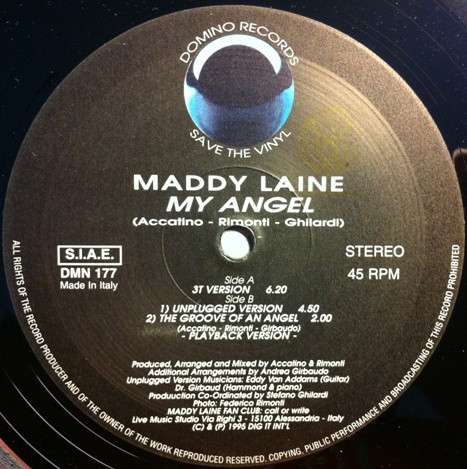 DOMINO RECORDS
SAVE THE VINYL
MADDY LAINE
MY ANGEL
(Accatino - Rimonti - Ghilardi)
S.I.A.E.
DMN 177
Made in Italy
STEREO
45 RPM
Side A
3T VERSION 6.20
Side B
1) UNPLUGGED VERSION 4.50
2) THE GROOVE OF AN ANGEL 2.00
(Accatino - Rimonti - Girbaudo)
- PLAYBACK VERSION -
Produced, Arranged and Mixed by Accatino & Rimonti
Additional Arrangements by Andrea Girbaudo
Unplugged Version Musicians: Eddy Van Addams (Guitar)
Dr. Girbaud (Hammond & piano)
Produuction Co-Ordinated by Stefano Ghilardi
Photo: Federico Rimonti
MADDY LAINE FAN CLUB: call or write
Live Music Studio Via Righi 3 - 15100 Alessandria - Italy
(C) & (P) 1995 DIG IT INT'L
ALL RIGHTS OF THE RECORD PRODUCER AND OF THE OWNER OF THE WORK REPRODUCED RESERVED. COPYING, PUBLIC PERFORMANCE AND BROADCASTING OF THIS RECORD PROHIBITED